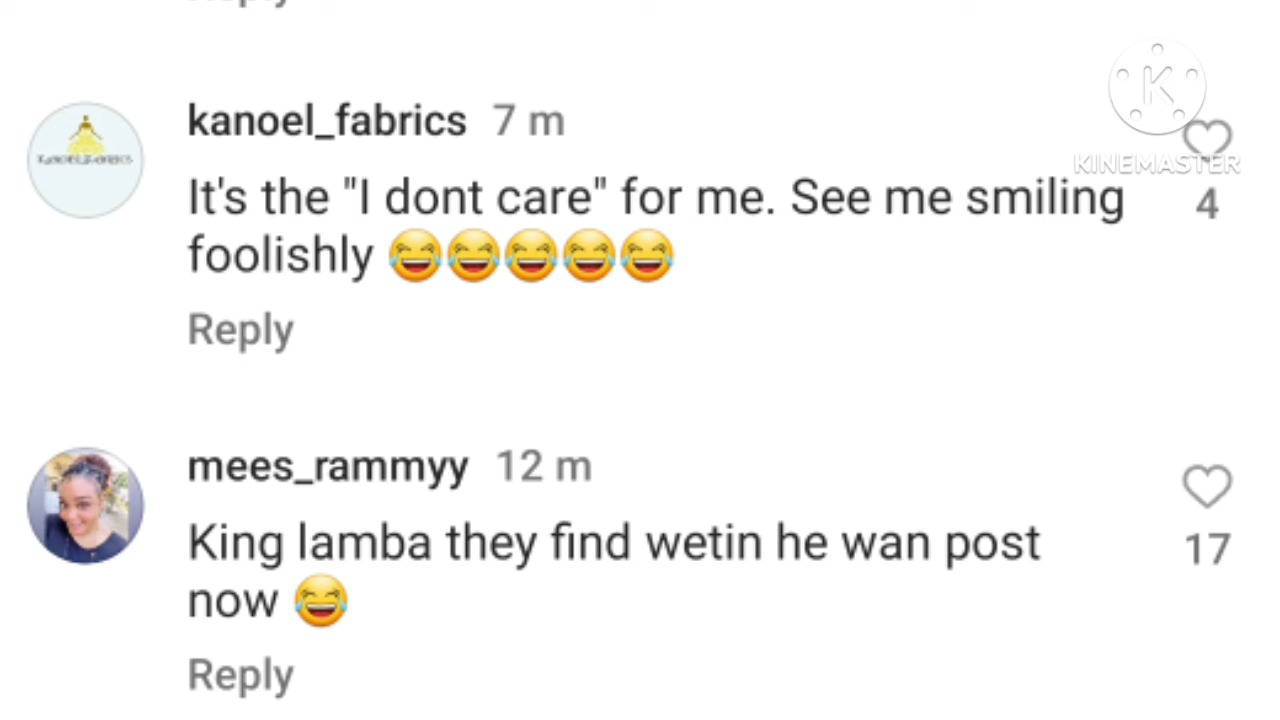 kanoel_fabrics 7 m
It's the "I dont care" for me. See me smiling
foolishly 😂😂😂😂😂
4
Reply
mees_rammyy 12 m
King lamba they find wetin he wan post
now 😂
17
Reply
K
KINEMASTER